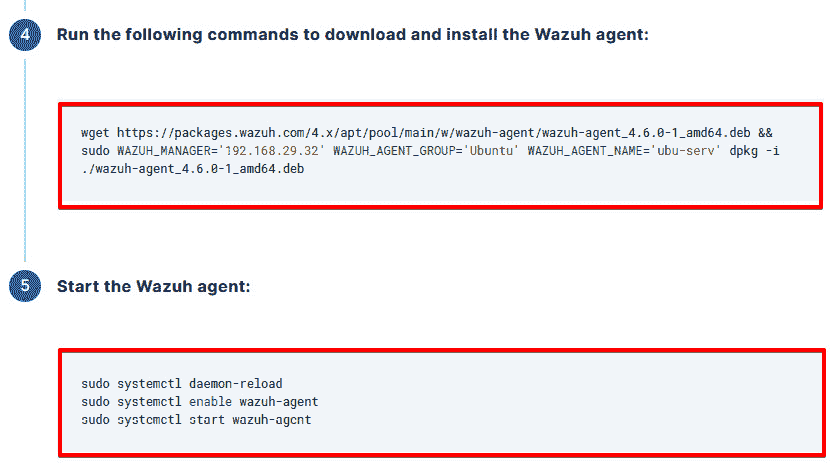 4 Run the following commands to download and install the Wazuh agent:
wget https://packages.wazuh.com/4.x/apt/pool/main/w/wazuh-agent/wazuh-agent_4.6.0-1_amd64.deb &&
sudo WAZUH_MANAGER='192.168.29.32' WAZUH_AGENT_GROUP='Ubuntu' WAZUH_AGENT_NAME='ubu-serv' dpkg -i
./wazuh-agent_4.6.0-1_amd64.deb
5 Start the Wazuh agent:
sudo systemctl daemon-reload
sudo systemctl enable wazuh-agent
sudo systemctl start wazuh-agent